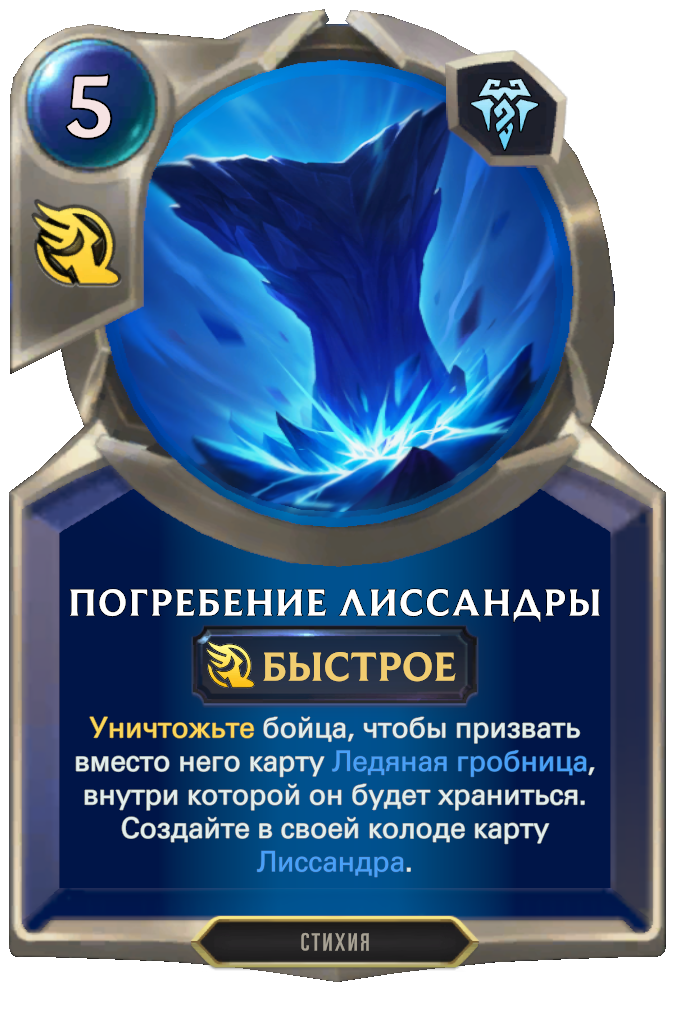 5
ПОГРЕБЕНИЕ ЛИССАНДРЫ
БЫСТРОЕ
Уничтожьте бойца, чтобы призвать
вместо него карту Ледяная гробница,
внутри которой он будет храниться.
Создайте в своей колоде карту
Лиссандра.
СТИХИЯ